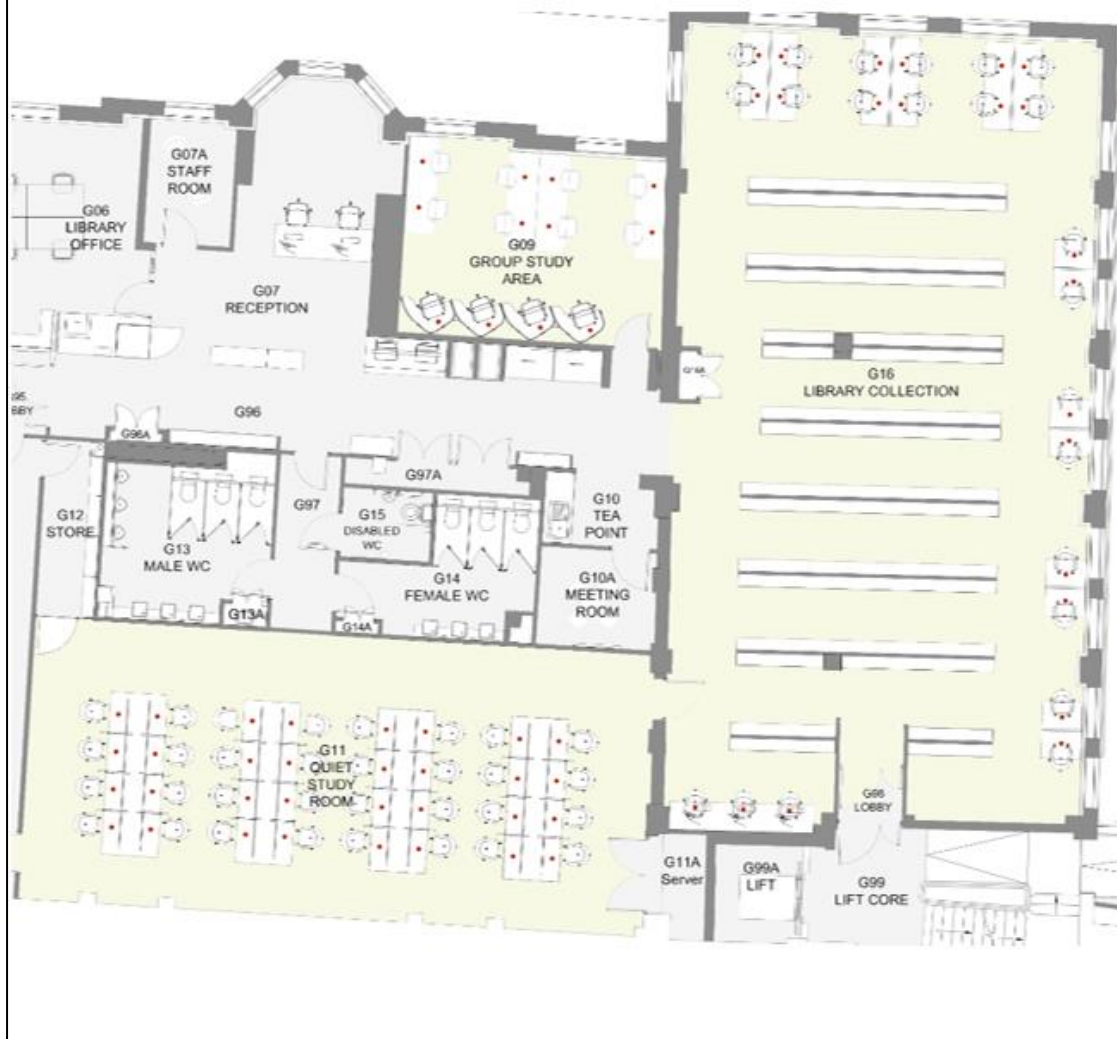 G07A
STAFF
ROOM
G06
LIBRARY
OFFICE
G09
GROUP STUDY
AREA
G07
RECEPTION
G16A
G16
LIBRARY COLLECTION
G96
G96A
G97A
G97
G15
DISABLED
WC
G10
TEA
POINT
G12
STORE
G13
MALE WC
G14
FEMALE WC
G10A
MEETING
ROOM
G13A
G14A
G11
QUIET
STUDY
ROOM
LOBBY
G11A
Server
G99A
LIFT
G99
LIFT CORE